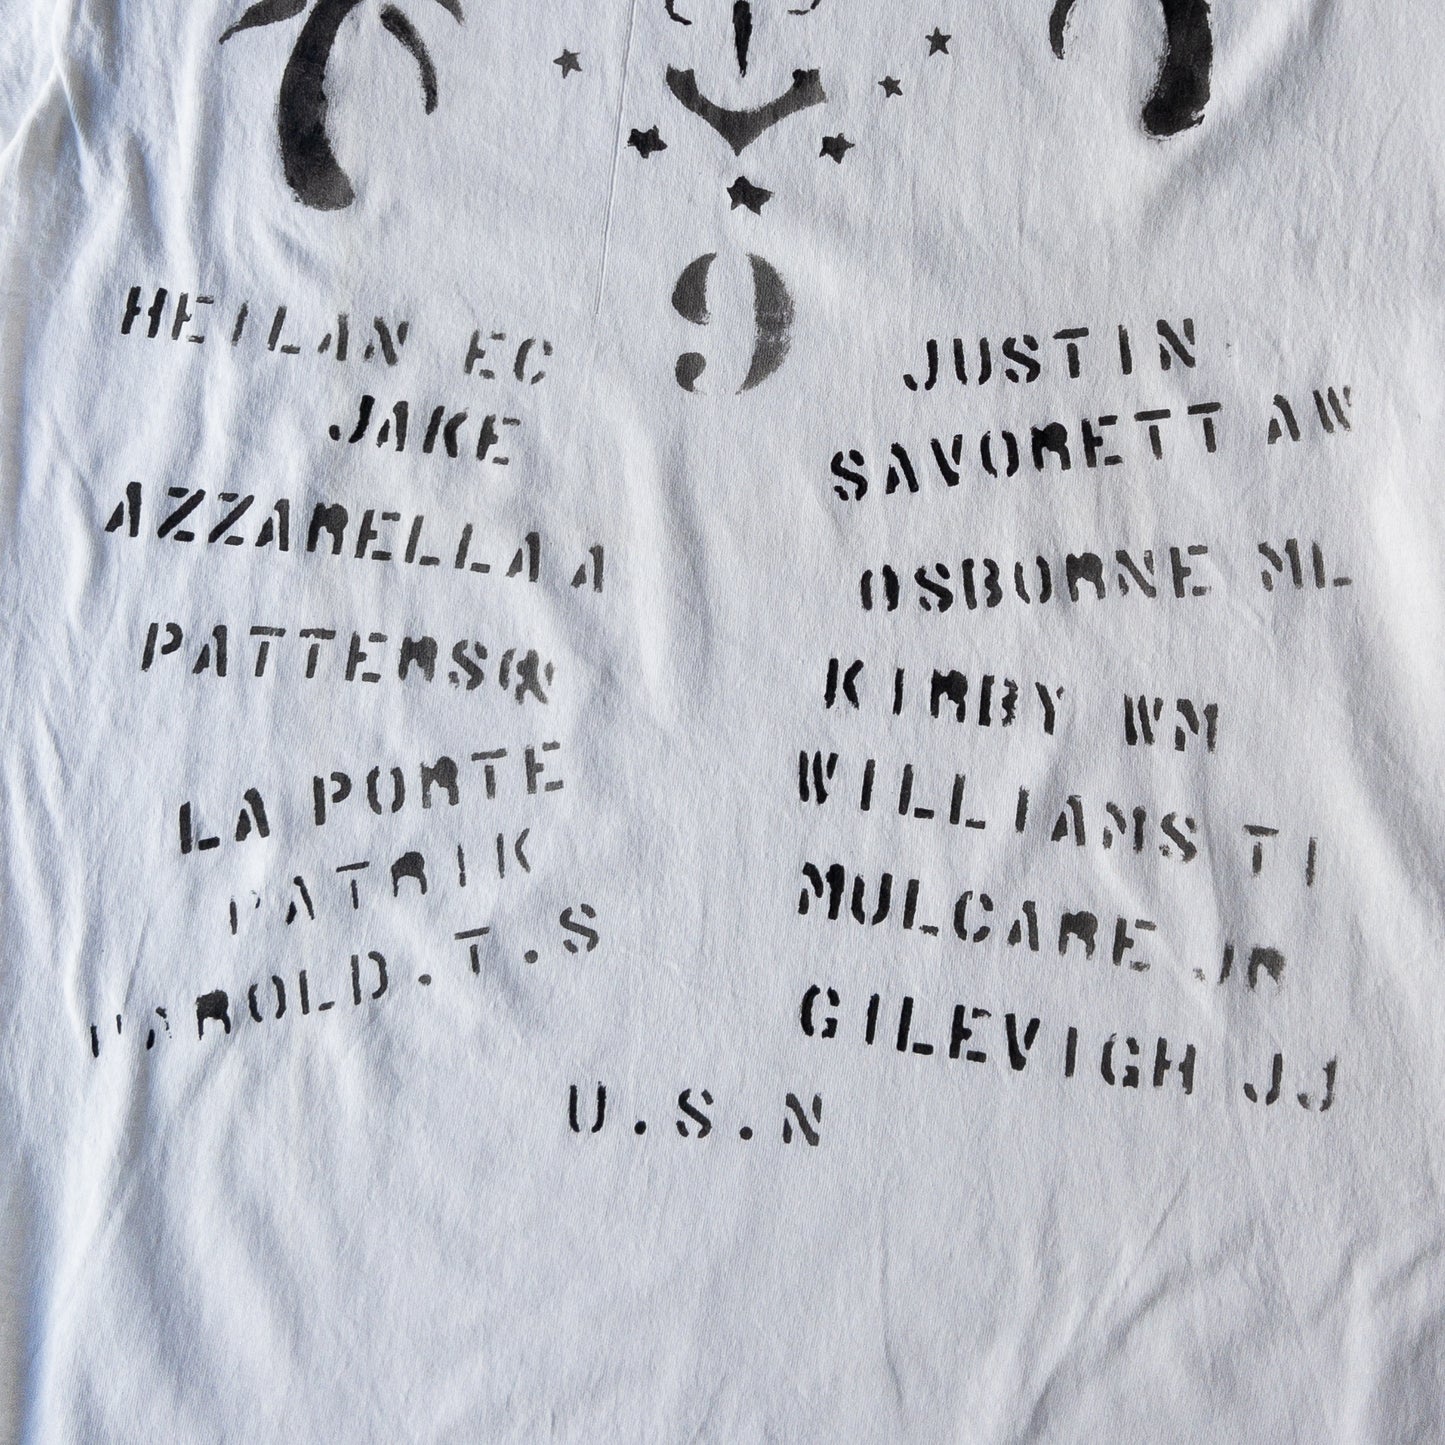 9
HEILAN EC
JAKE
AZZARELLA A
PATTERSON
LA PORTE
PATRIK
HAROLD.T.S
JUSTIN
SAVORETT AW
OSBORNE ML
KIRBY WM
WILLIAMS TI
MULCARE JR
GILEVIGH JJ
U.S.N